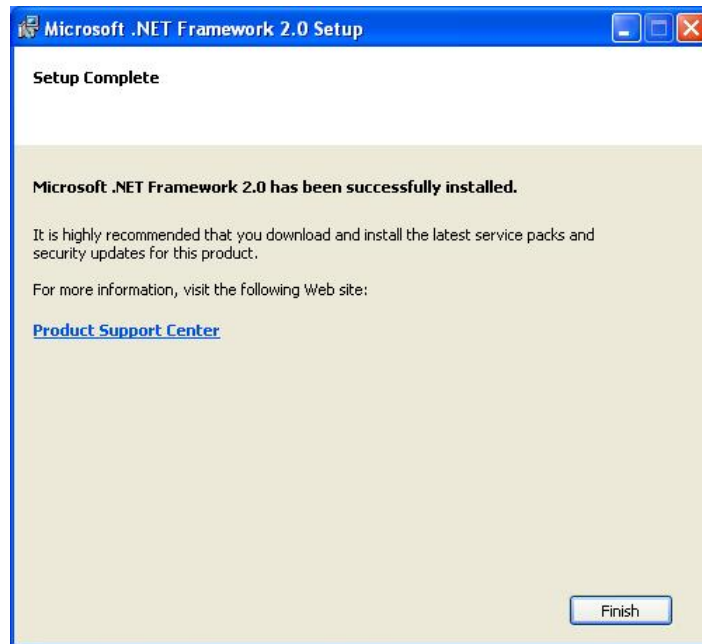 Microsoft .NET Framework 2.0 Setup
Setup Complete
Microsoft .NET Framework 2.0 has been successfully installed.
It is highly recommended that you download and install the latest service packs and
security updates for this product.
For more information, visit the following Web site:
Product Support Center
Finish